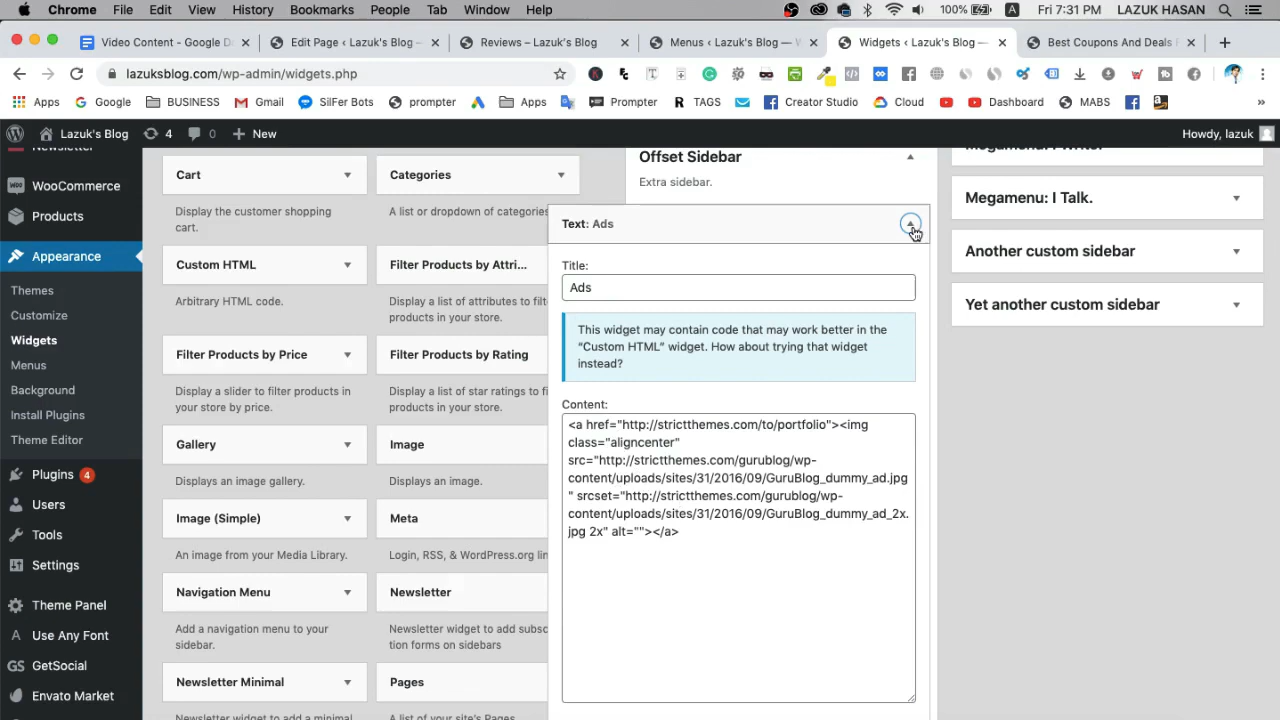 Chrome File Edit View History Bookmarks People Tab Window Help 100% A Fri 7:31 PM LAZUK HASAN
Video Content - Google D
Edit Page ‹ Lazuk's Blog —
Reviews – Lazuk's Blog
Menus ‹ Lazuk's Blog — W
Widgets ‹ Lazuk's Blog —
Best Coupons And Deals F
lazuksblog.com/wp-admin/widgets.php
Apps Google BUSINESS Gmail SilFer Bots prompter Apps Prompter R TAGS Creator Studio Cloud Dashboard MABS »
Lazuk's Blog 4 0 New Howdy, lazuk
Newsletter
WooCommerce
Products
Appearance
Themes
Customize
Widgets
Menus
Background
Install Plugins
Theme Editor
Plugins 4
Users
Tools
Settings
Theme Panel
A Use Any Font
GS GetSocial
Envato Market
Cart
Display the customer shopping
cart.
Custom HTML
Arbitrary HTML code.
Filter Products by Price
Display a slider to filter products in
your store by price.
Gallery
Displays an image gallery.
Image (Simple)
An image from your Media Library.
Navigation Menu
Add a navigation menu to your
sidebar.
Newsletter Minimal
Newsletter widget to add a minimal
Categories
A list or dropdown of categories
Filter Products by Attri...
Display a list of attributes to filt
products in your store.
Filter Products by Rating
Display a list of star ratings to fi
products in your store.
Image
Displays an image.
Meta
Login, RSS, & WordPress.org lin
Newsletter
Newsletter widget to add subsc
tion forms on sidebars
Pages
A list of your site's Pages
Offset Sidebar
Extra sidebar.
Text: Ads
Title:
Ads
This widget may contain code that may work better in the
“Custom HTML” widget. How about trying that widget
instead?
Content:
<a href="http://strictthemes.com/to/portfolio"><img
class="aligncenter"
src="http://strictthemes.com/gurublog/wp-
content/uploads/sites/31/2016/09/GuruBlog_dummy_ad.jpg
" srcset="http://strictthemes.com/gurublog/wp-
content/uploads/sites/31/2016/09/GuruBlog_dummy_ad_2x.
jpg 2x" alt=""></a>
Megamenu: I Write.
Megamenu: I Talk.
Another custom sidebar
Yet another custom sidebar